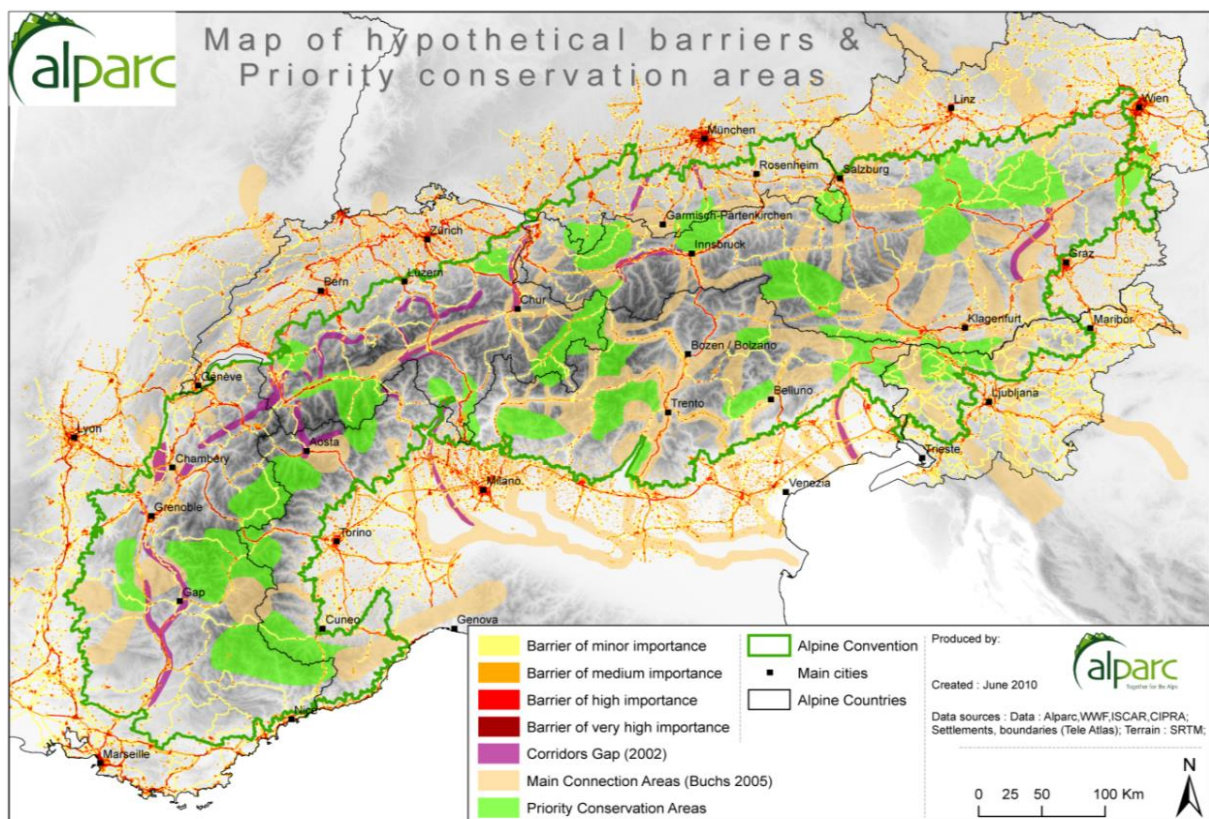 alparc
Map of hypothetical barriers &
Priority conservation areas
Linz
Wien
München
Rosenheim
Salzburg
Garmisch-Partenkirchen
Zürich
Innsbruck
Graz
Luzern
Bern
Chur
Klagenfurt
Maribor
Bozen / Bolzano
Genève
Belluno
Ljubljana
Trento
Lyon
Aosta
Trieste
Chambéry
Milano
Venezia
Grenoble
Torino
Gap
Cuneo
Genova
Nice
Marseille
Barrier of minor importance
Barrier of medium importance
Barrier of high importance
Barrier of very high importance
Corridors Gap (2002)
Main Connection Areas (Buchs 2005)
Priority Conservation Areas
Alpine Convention
Main cities
Alpine Countries
Produced by:
alparc
Together for the Alps
Created : June 2010
Data sources : Data : Alparc,WWF,ISCAR,CIPRA;
Settlements, boundaries (Tele Atlas); Terrain : SRTM;
N
0 50 100 Km